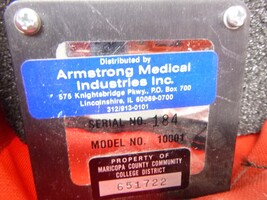 Distributed by
Armstrong Medical
Industries Inc.
575 Knightsbridge Pkwy., P.O. Box 700
Lincolnshire, IL 60069-0700
312/913-0101
SERIAL NO. 184
MODEL NO. 10001
PROPERTY OF
MARICOPA COUNTY COMMUNITY
COLLEGE DISTRICT
651722